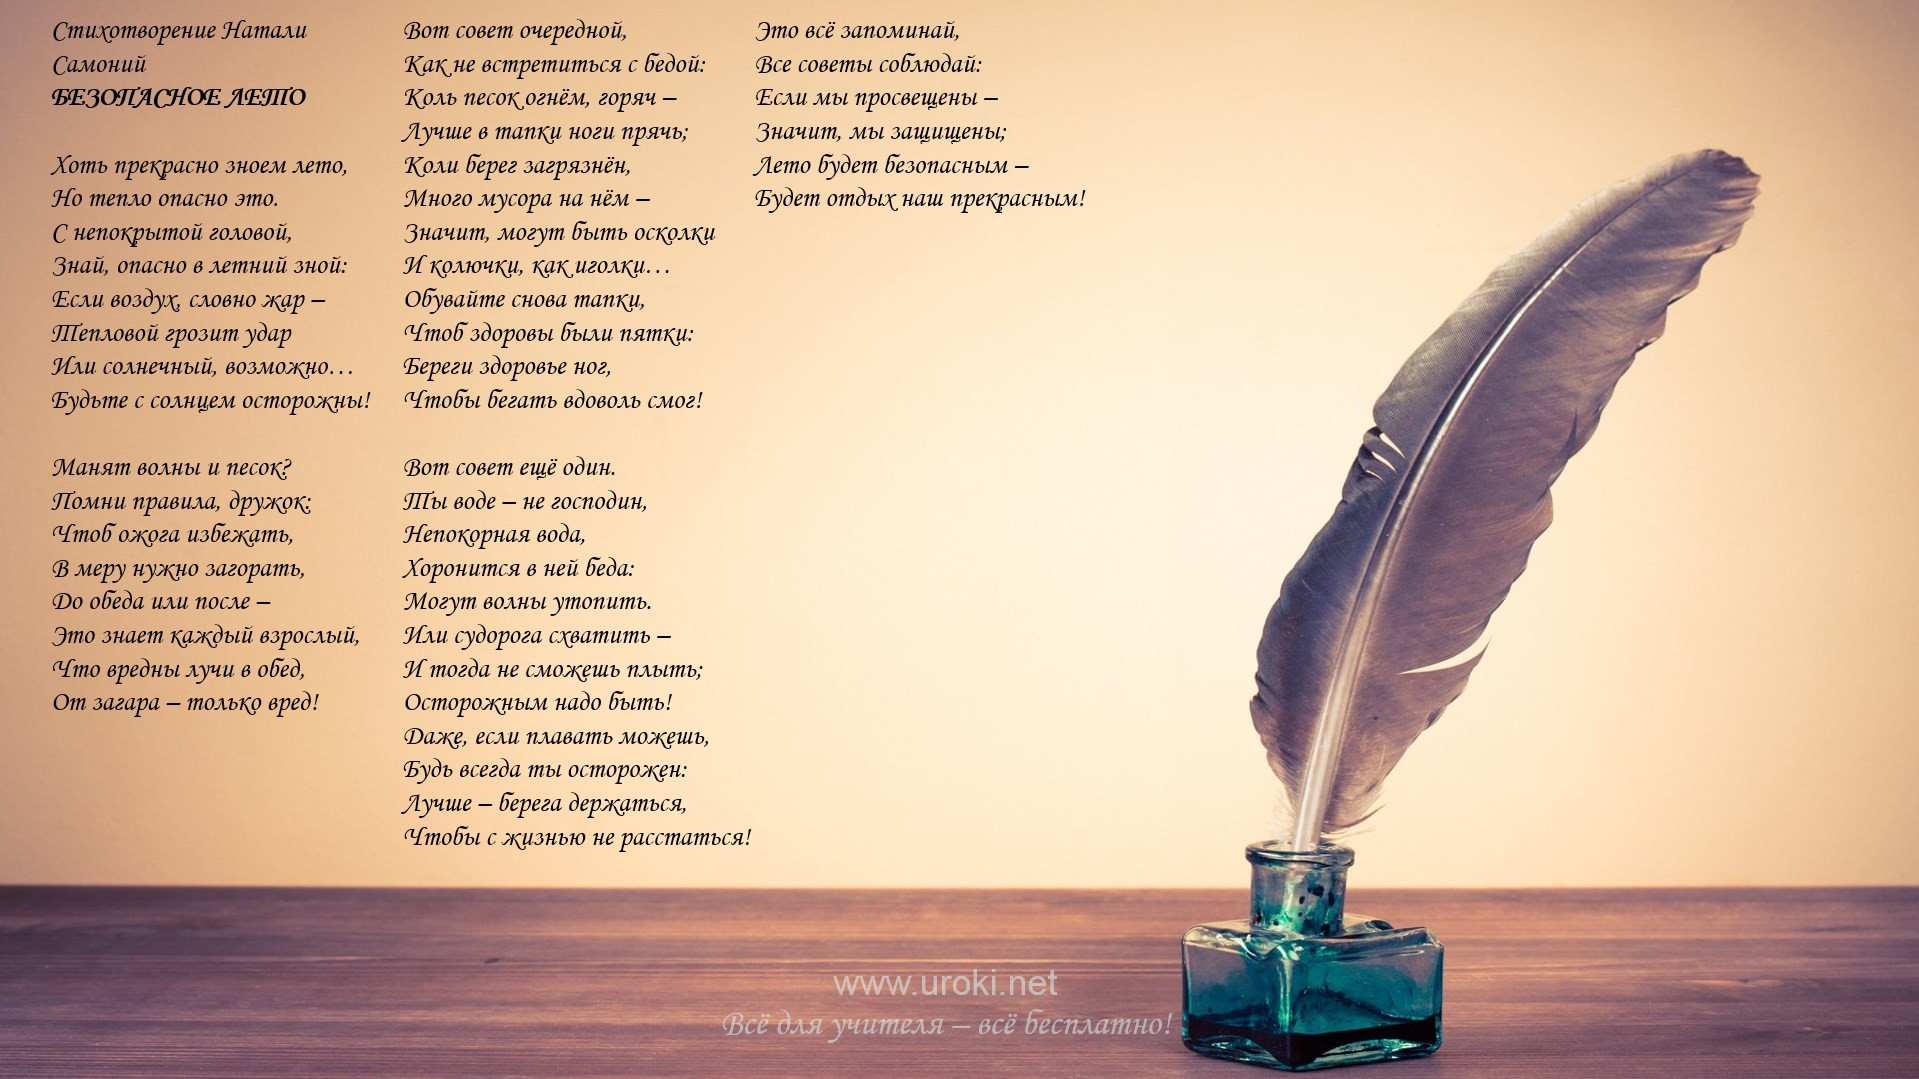 Стихотворение Натали
Самоний
БЕЗОПАСНОЕ ЛЕТО
Хоть прекрасно зноем лето,
Но тепло опасно это.
С непокрытой головой,
Знай, опасно в летний зной:
Если воздух, словно жар –
Тепловой грозит удар
Или солнечный, возможно…
Будьте с солнцем осторожны!
Манят волны и песок?
Помни правила, дружок:
Чтоб ожога избежать,
В меру нужно загорать,
До обеда или после –
Это знает каждый взрослый,
Что вредны лучи в обед,
От загара – только вред!
Вот совет очередной,
Как не встретиться с бедой:
Коль песок огнём, горяч –
Лучше в тапки ноги прячь;
Коли берег загрязнён,
Много мусора на нём –
Значит, могут быть осколки
И колючки, как иголки…
Обувайте снова тапки,
Чтоб здоровы были пятки:
Береги здоровье ног,
Чтобы бегать вдоволь смог!
Вот совет ещё один.
Ты воде – не господин,
Непокорная вода,
Хоронится в ней беда:
Могут волны утопить.
Или судорога схватить –
И тогда не сможешь плыть;
Осторожным надо быть!
Даже, если плавать можешь,
Будь всегда ты осторожен:
Лучше – берега держаться,
Чтобы с жизнью не расстаться!
Это всё запоминай,
Все советы соблюдай:
Если мы просвещены –
Значит, мы защищены;
Лето будет безопасным –
Будет отдых наш прекрасным!
www.uroki.net
Всё для учителя – всё бесплатно!